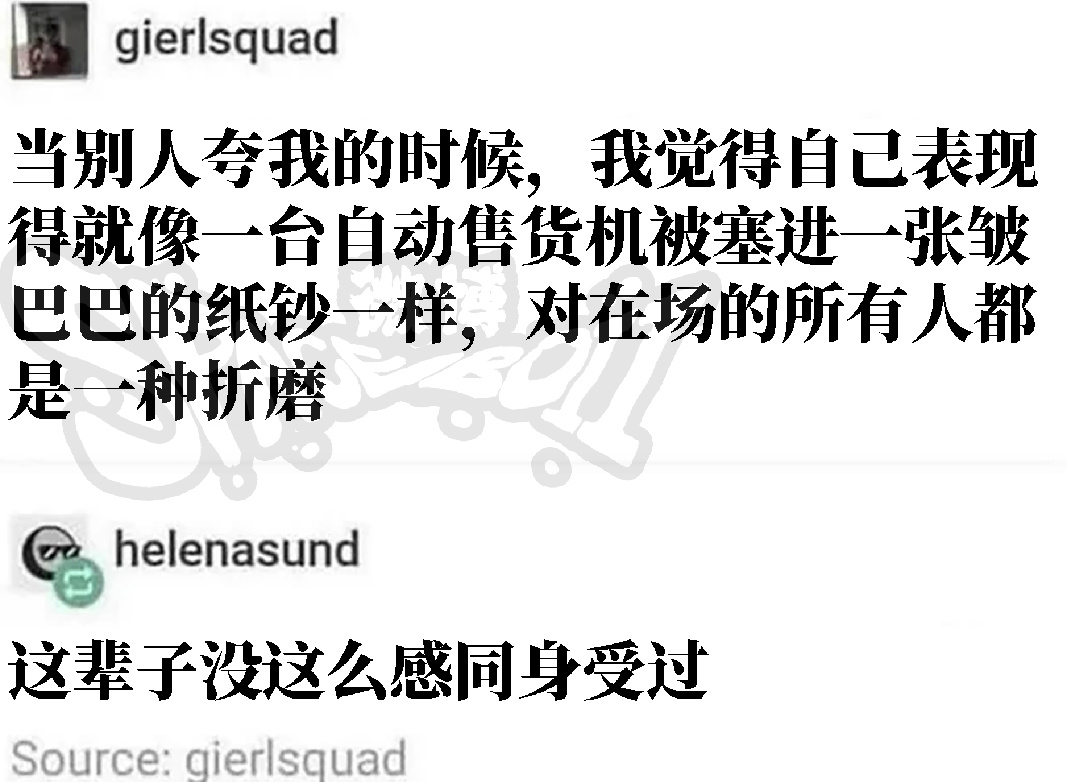 gierlsquad
当别人夸我的时候，我觉得自己表现
得就像一台自动售货机被塞进一张皱
巴巴的纸钞一样，对在场的所有人都
是一种折磨
helenasund
这辈子没这么感同身受过
Source: gierlsquad